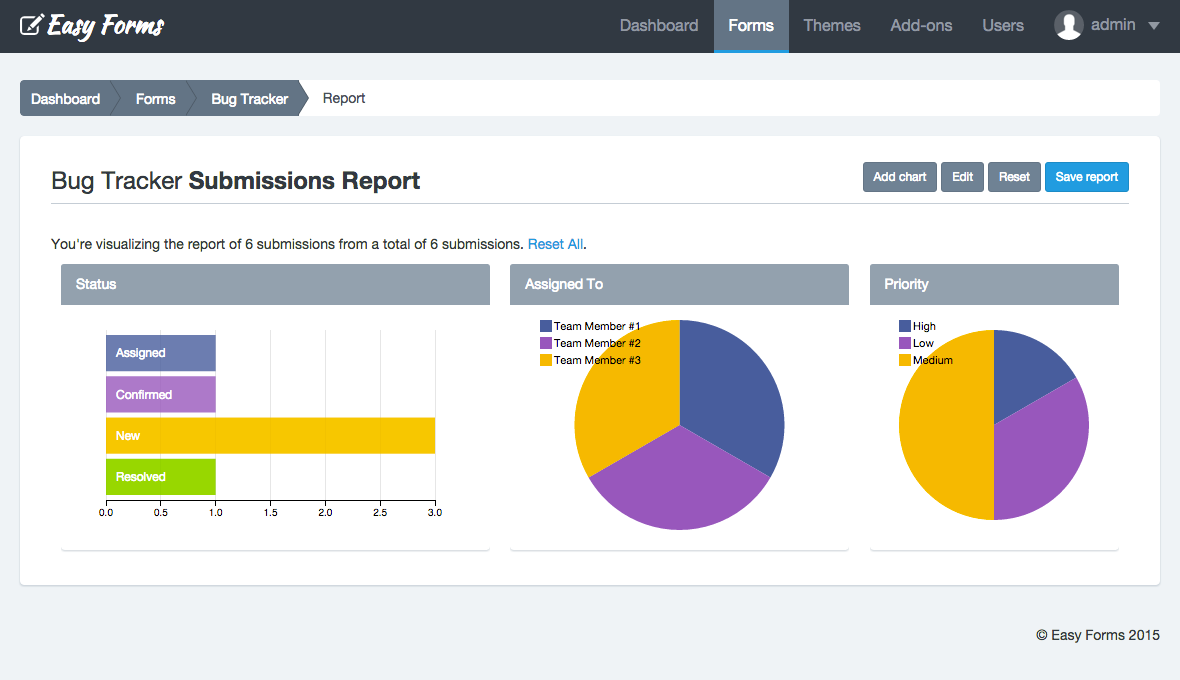 Easy Forms
Dashboard Forms Themes Add-ons Users admin
Dashboard Forms Bug Tracker Report
Bug Tracker Submissions Report
Add chart Edit Reset Save report
You're visualizing the report of 6 submissions from a total of 6 submissions. Reset All.
Status
Assigned
Confirmed
New
Resolved
0.0 0.5 1.0 1.5 2.0 2.5 3.0
Assigned To
Team Member #1
Team Member #2
Team Member #3
Priority
High
Low
Medium
© Easy Forms 2015